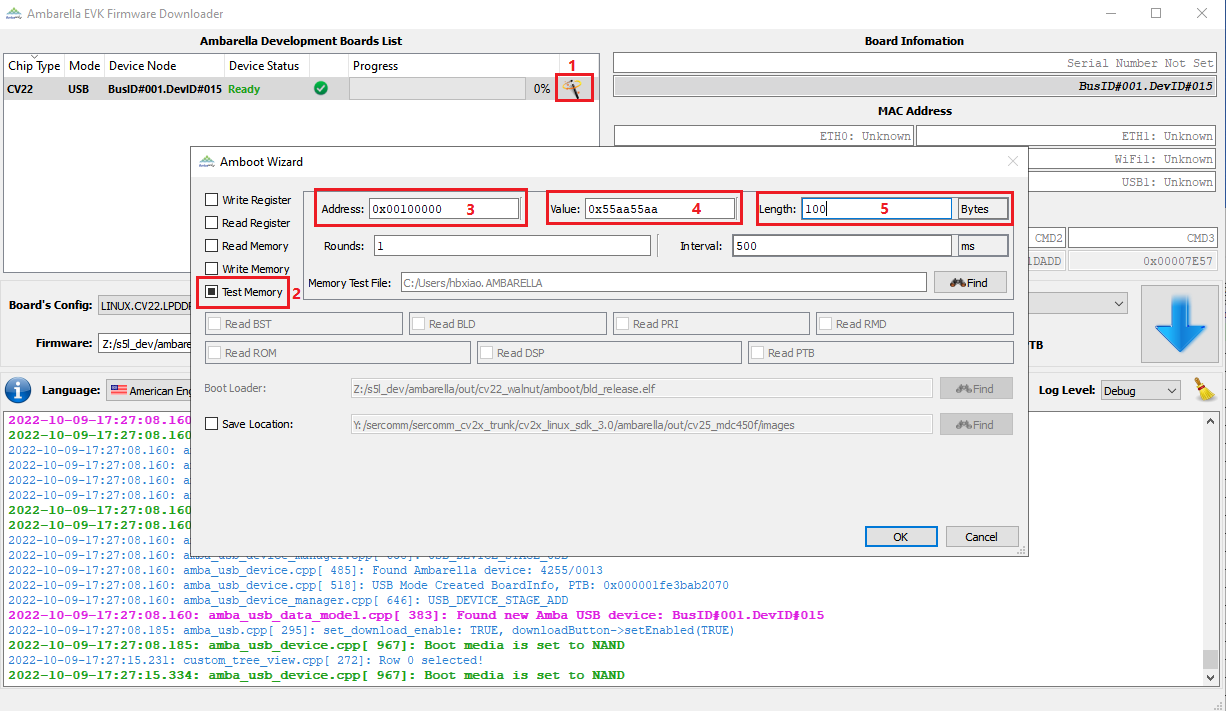 Ambarella EVK Firmware Downloader
Ambarella Development Boards List
Board Infomation
Chip Type Mode Device Node Device Status Progress
1
Serial Number Not Set
CV22 USB BusID#001.DevID#015 Ready 0%
BusID#001.DevID#015
MAC Address
ETH0: Unknown ETH1: Unknown
WiFi1: Unknown
USB1: Unknown
CMD2 CMD3
1DADD 0x00007E57
Amboot Wizard
Write Register
Read Register
Read Memory
Write Memory
Test Memory 2
Address: 0x00100000 3
Value: 0x55aa55aa 4
Length: 100 5 Bytes
Rounds: 1 Interval: 500 ms
Memory Test File: C:/Users/hbxiao.AMBARELLA Find
Read BST Read BLD Read PRI Read RMD
Read ROM Read DSP Read PTB
Boot Loader: Z:/s5l_dev/ambarella/out/cv22_walnut/amboot/bld_release.elf Find
Save Location: Y:/sercomm/sercomm_cv2x_trunk/cv2x_linux_sdk_3.0/ambarella/out/cv25_mdc450f/images Find
OK Cancel
Board's Config: LINUX.CV22.LPDDR
Firmware: Z:/s5l_dev/ambare
TB
Language: American Eng
Log Level: Debug
2022-10-09-17:27:08.160
2022-10-09-17:27:08.160
2022-10-09-17:27:08.160: a
2022-10-09-17:27:08.160: a
2022-10-09-17:27:08.160: a
2022-10-09-17:27:08.160: a
2022-10-09-17:27:08.160
2022-10-09-17:27:08.160
2022-10-09-17:27:08.160: a
2022-10-09-17:27:08.160: amba_usb_device_manager.cpp[ USB_DEVICE_STAGE_USB
2022-10-09-17:27:08.160: amba_usb_device.cpp[ 485]: Found Ambarella device: 4255/0013
2022-10-09-17:27:08.160: amba_usb_device.cpp[ 518]: USB Mode Created BoardInfo, PTB: 0x000001fe3bab2070
2022-10-09-17:27:08.160: amba_usb_device_manager.cpp[ 646]: USB_DEVICE_STAGE_ADD
2022-10-09-17:27:08.160: amba_usb_data_model.cpp[ 383]: Found new Amba USB device: BusID#001.DevID#015
2022-10-09-17:27:08.185: amba_usb.cpp[ 295]: set_download_enable: TRUE, downloadButton->setEnabled(TRUE)
2022-10-09-17:27:08.185: amba_usb_device.cpp[ 967]: Boot media is set to NAND
2022-10-09-17:27:15.231: custom_tree_view.cpp[ 272]: Row 0 selected!
2022-10-09-17:27:15.334: amba_usb_device.cpp[ 967]: Boot media is set to NAND